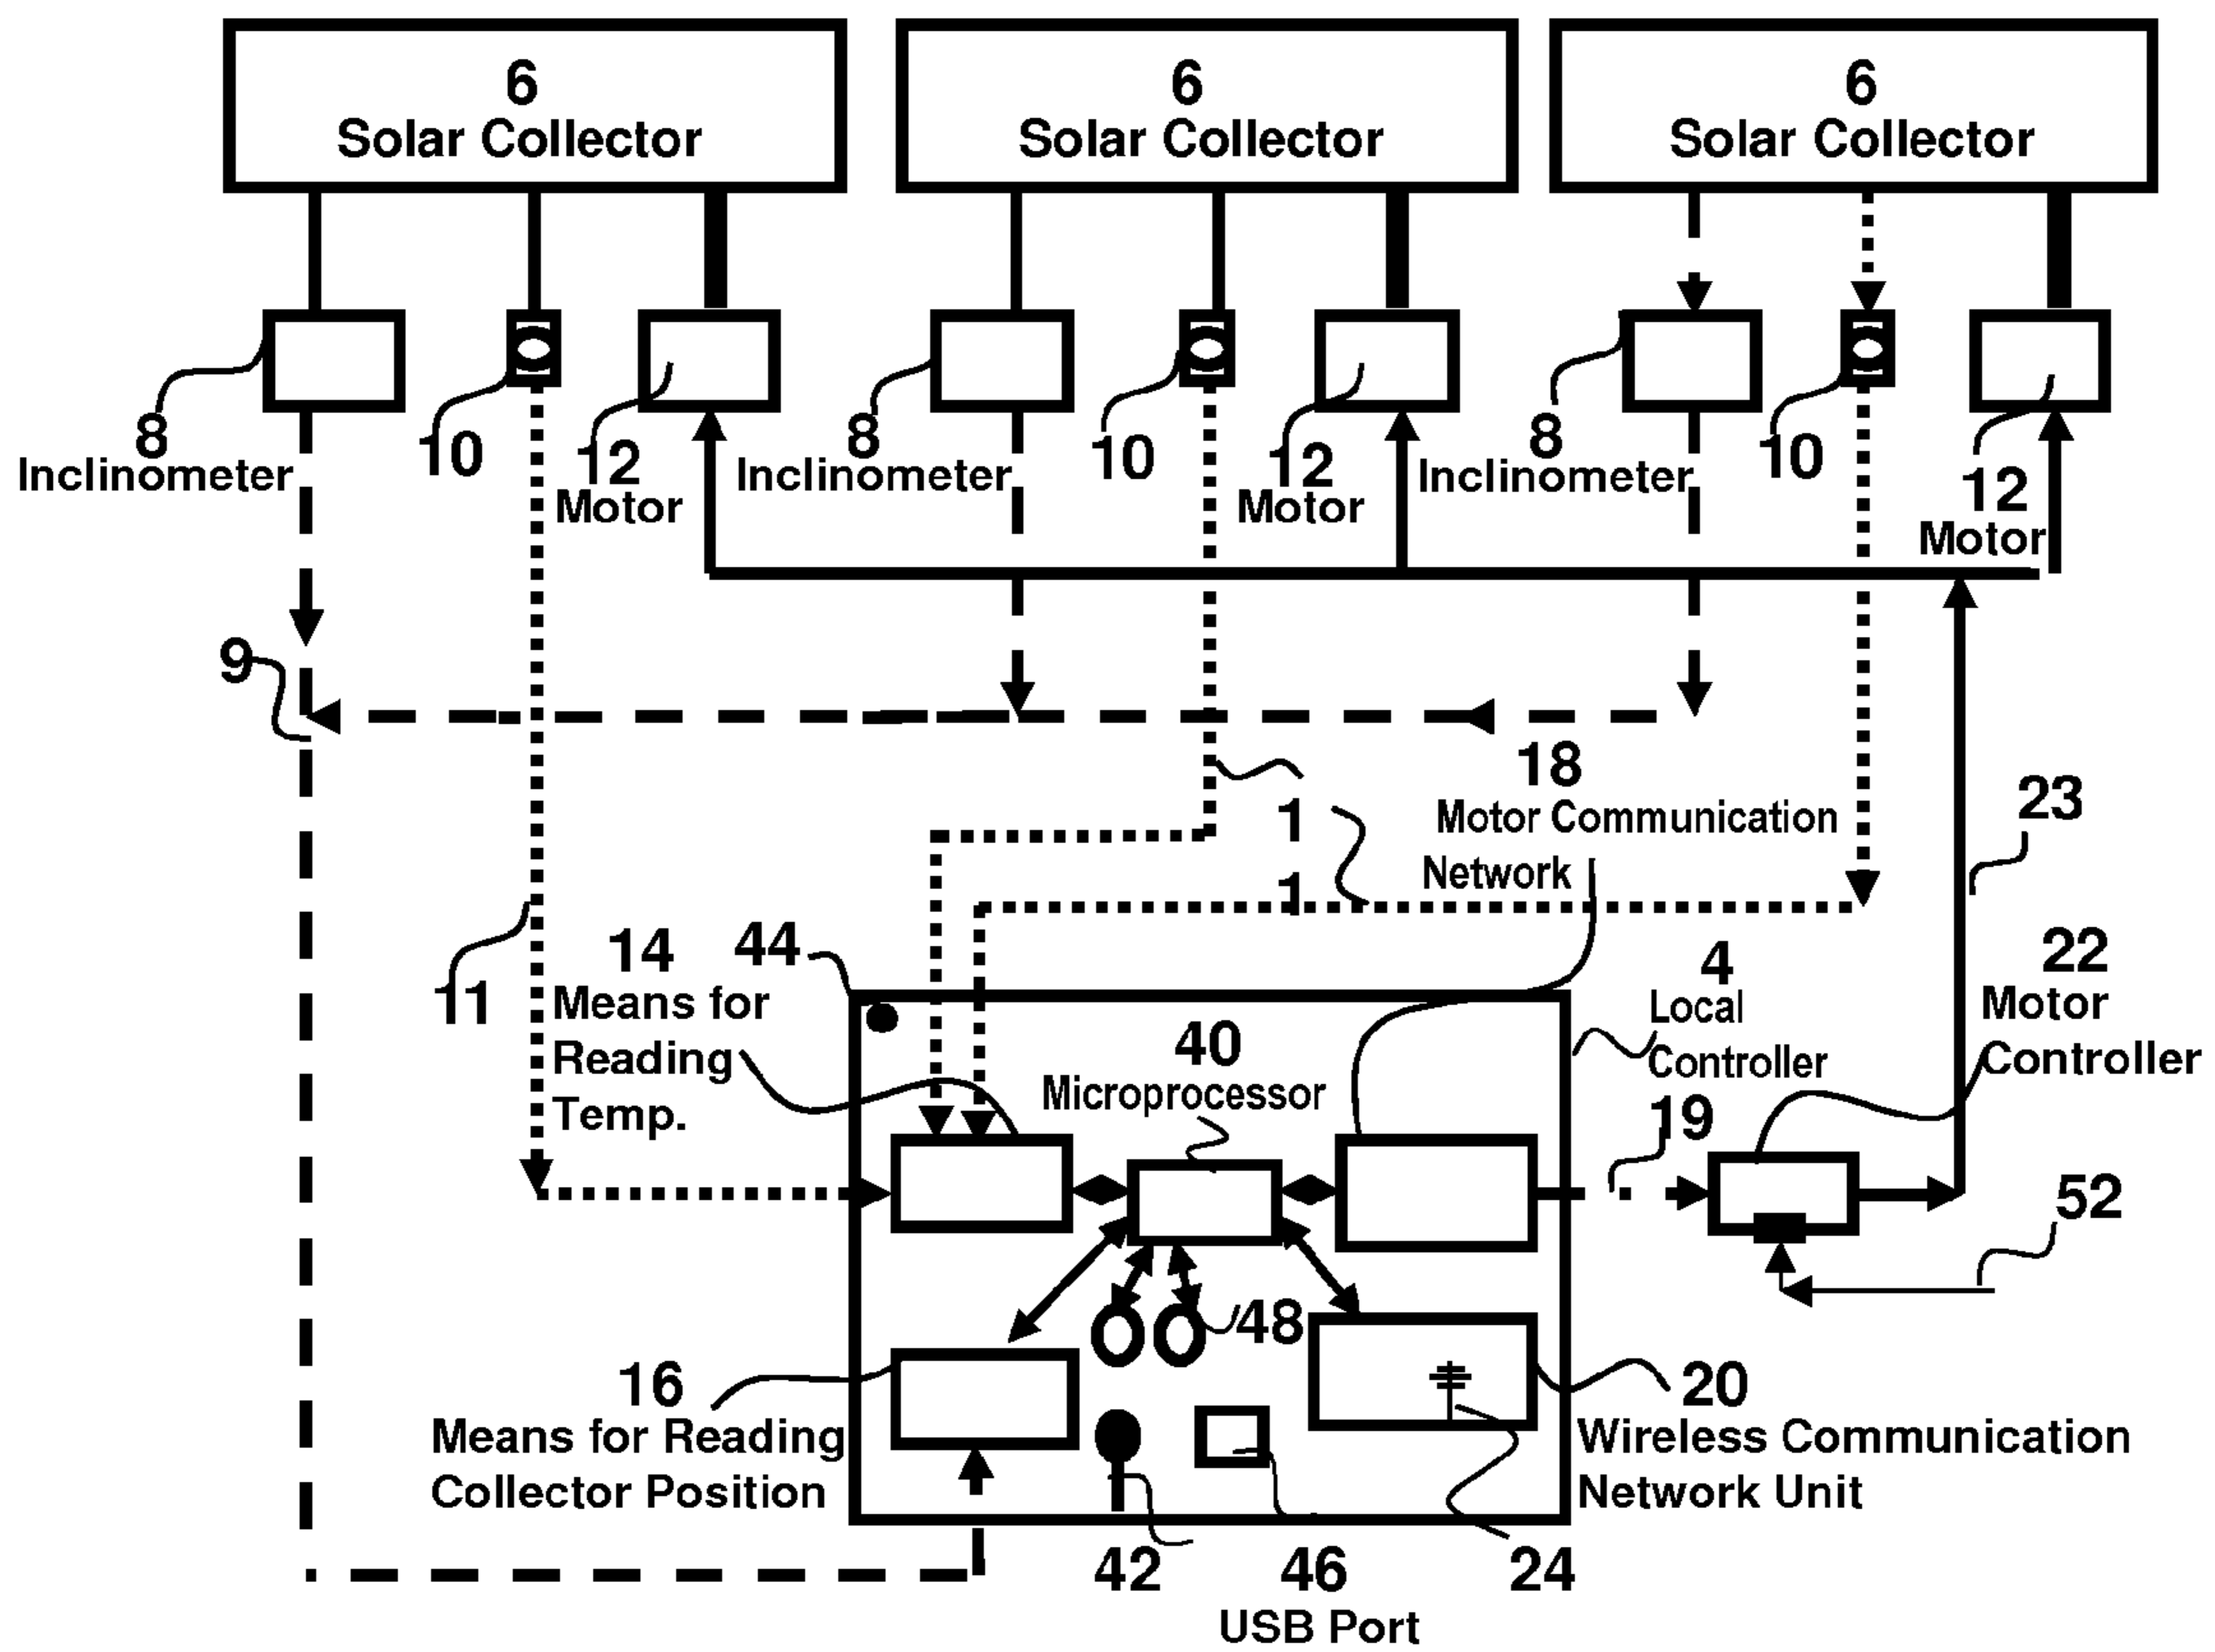 6
Solar Collector
6
Solar Collector
6
Solar Collector
8
Inclinometer
10
12
Motor
8
Inclinometer
10
12
Motor
8
Inclinometer
10
12
Motor
9
18
Motor Communication
Network
1
1
23
11
14
Means for
Reading
Temp.
44
40
Microprocessor
4
Local
Controller
19
22
Motor
Controller
52
48
16
Means for Reading
Collector Position
20
Wireless Communication
Network Unit
42
46
USB Port
24